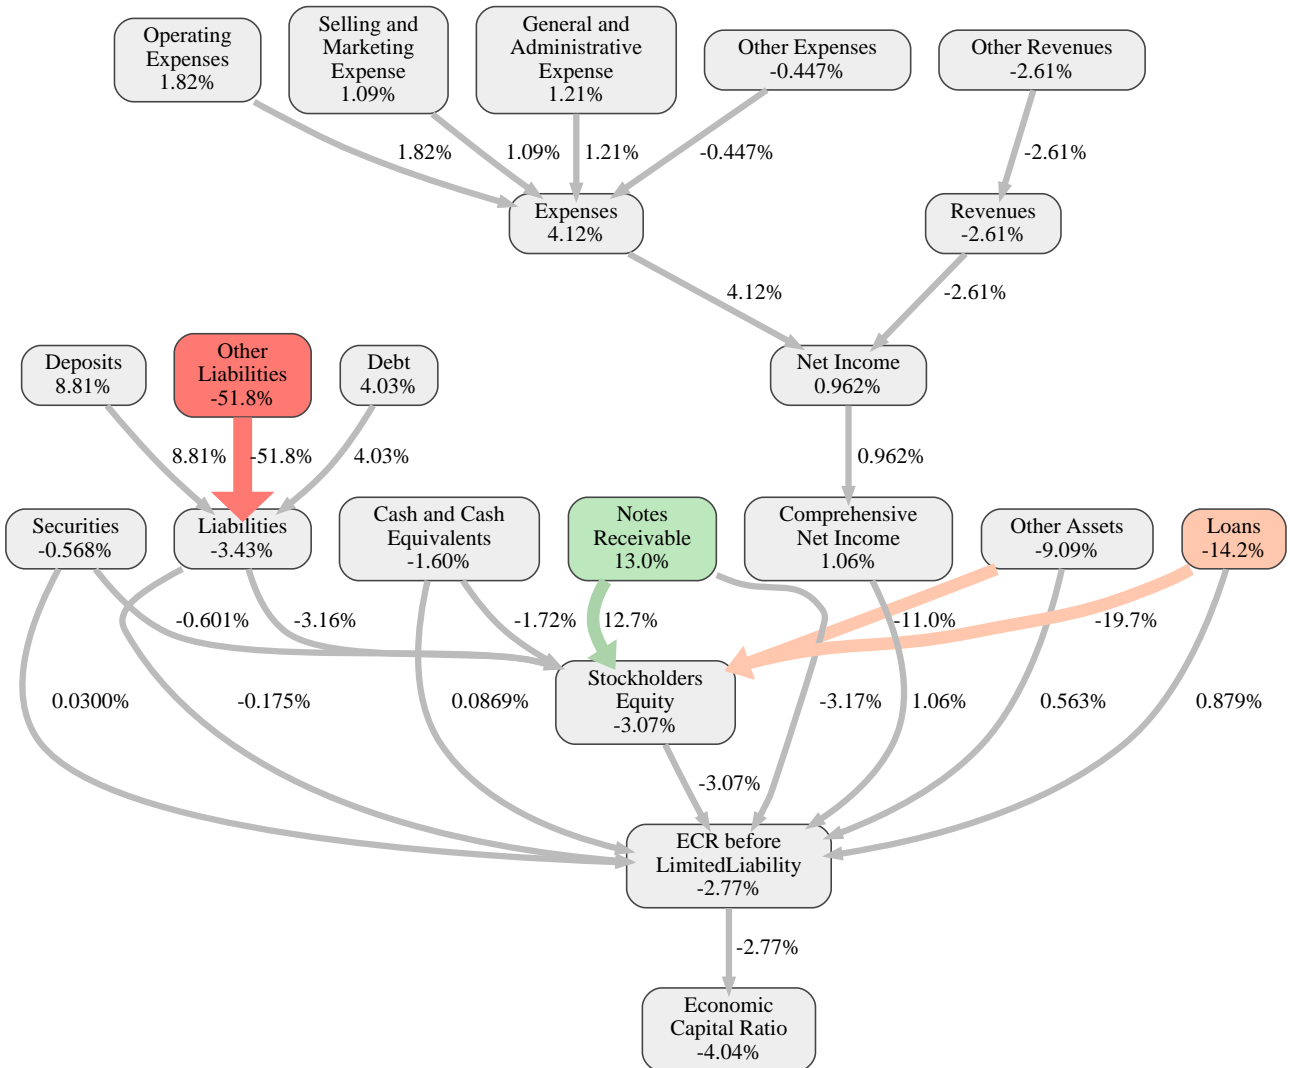 Operating
Expenses
1.82%
Selling and
Marketing
Expense
1.09%
General and
Administrative
Expense
1.21%
Other Expenses
-0.447%
Other Revenues
-2.61%
1.82%
1.09%
1.21%
-0.447%
-2.61%
Expenses
4.12%
Revenues
-2.61%
4.12%
-2.61%
Deposits
8.81%
Other
Liabilities
-51.8%
Debt
4.03%
Net Income
0.962%
8.81%
-51.8%
4.03%
0.962%
Securities
-0.568%
Liabilities
-3.43%
Cash and Cash
Equivalents
-1.60%
Notes
Receivable
13.0%
Comprehensive
Net Income
1.06%
Other Assets
-9.09%
Loans
-14.2%
-0.601%
-3.16%
-1.72%
12.7%
-11.0%
-19.7%
Stockholders
Equity
-3.07%
0.0300%
-0.175%
0.0869%
-3.17%
1.06%
0.563%
0.879%
-3.07%
ECR before
LimitedLiability
-2.77%
-2.77%
Economic
Capital Ratio
-4.04%